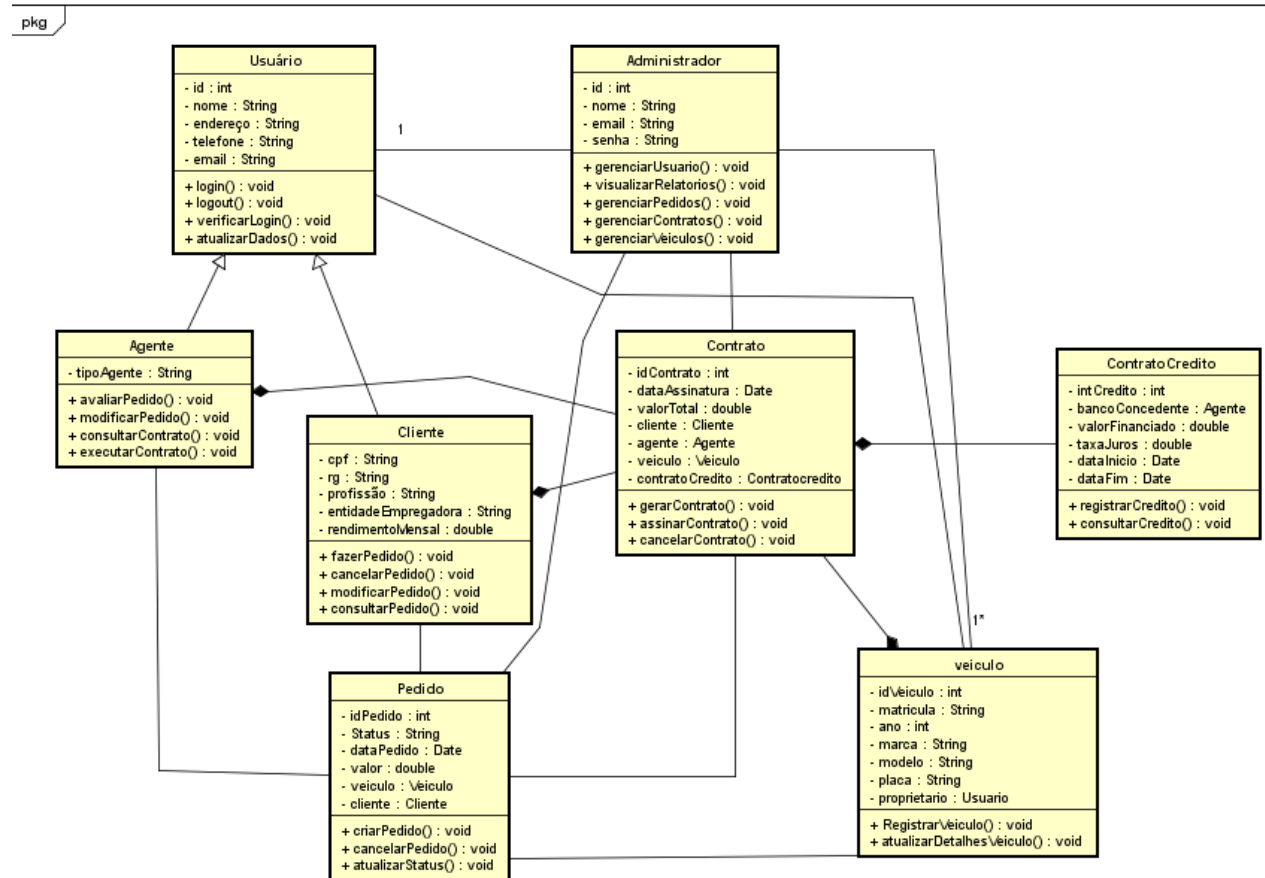 pkg
Usuário
- id : int
- nome : String
- endereço : String
- telefone : String
- email : String
+ login() : void
+ logout() : void
+ verificarLogin() : void
+ atualizarDados() : void
1
Administrador
- id : int
- nome : String
- email : String
- senha : String
+ gerenciarUsuario() : void
+ visualizarRelatorios() : void
+ gerenciarPedidos() : void
+ gerenciarContratos() : void
+ gerenciarVeiculos() : void
Agente
- tipoAgente : String
+ avaliarPedido() : void
+ modificarPedido() : void
+ consultarContrato() : void
+ executarContrato() : void
Cliente
- cpf : String
- rg : String
- profissão : String
- entidadeEmpregadora : String
- rendimentoMensal : double
+ fazerPedido() : void
+ cancelarPedido() : void
+ modificarPedido() : void
+ consultarPedido() : void
Contrato
- idContrato : int
- dataAssinatura : Date
- valorTotal : double
- cliente : Cliente
- agente : Agente
- veiculo : Veiculo
- contratoCredito : Contratocredito
+ gerarContrato() : void
+ assinarContrato() : void
+ cancelarContrato() : void
ContratoCredito
- intCredito : int
- bancoConcedente : Agente
- valorFinanciado : double
- taxaJuros : double
- dataInicio : Date
- dataFim : Date
+ registrarCredito() : void
+ consultarCredito() : void
1*
Pedido
- idPedido : int
- Status : String
- dataPedido : Date
- valor : double
- veiculo : Veiculo
- cliente : Cliente
+ criarPedido() : void
+ cancelarPedido() : void
+ atualizarStatus() : void
veiculo
- idVeiculo : int
- matricula : String
- ano : int
- marca : String
- modelo : String
- placa : String
- proprietario : Usuario
+ RegistrarVeiculo() : void
+ atualizarDetalhesVeiculo() : void